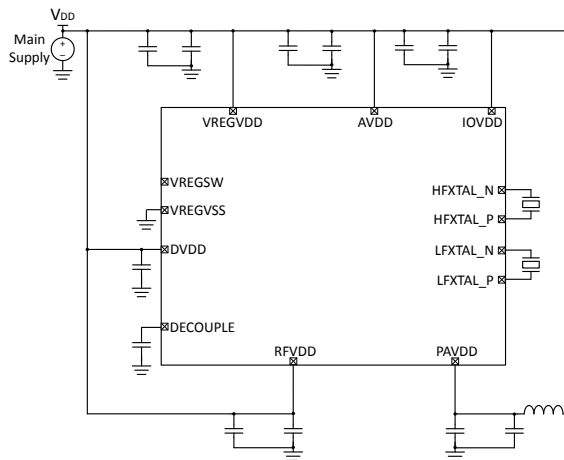 VDD
Main
Supply
+
−
VREGVDD
AVDD
IOVDD
VREGSW
HFXTAL_N
VREGVSS
HFXTAL_P
DVDD
LFXTAL_N
LFXTAL_P
DECOUPLE
RFVDD
PAVDD